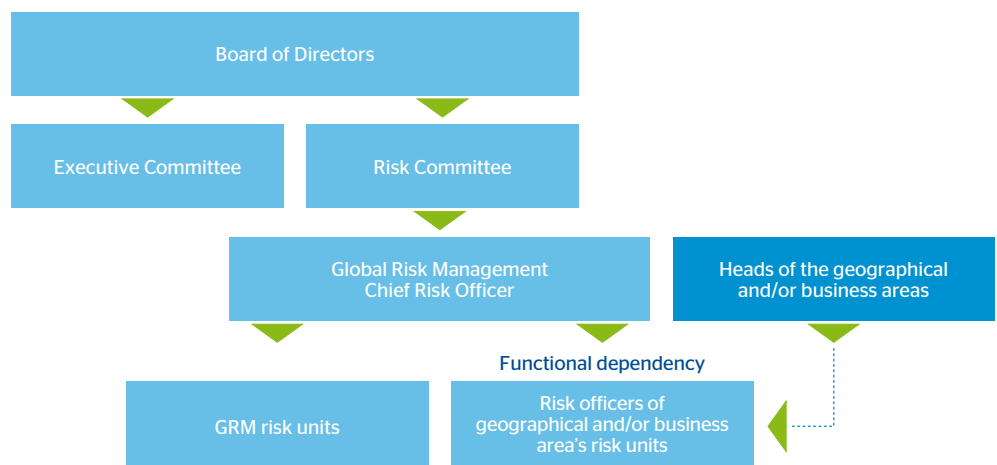 Board of Directors
Executive Committee
Risk Committee
Global Risk Management
Chief Risk Officer
Heads of the geographical
and/or business areas
Functional dependency
GRM risk units
Risk officers of
geographical and/or business
area's risk units